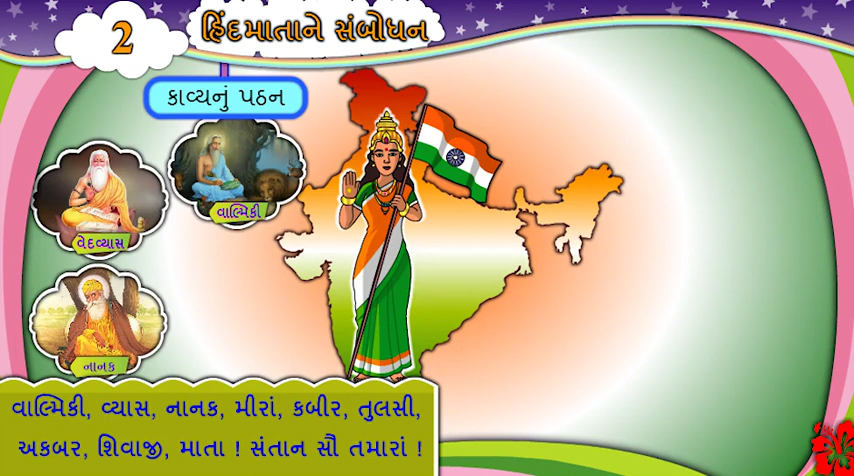 2
હિંદમાતાને સંબોધન
કાવ્યનું પઠન
વાલ્મિકી
વેદવ્યાસ
નાનક
વાલ્મિકી, વ્યાસ, નાનક, મીરાં, કબીર, તુલસી,
અકબર, શિવાજી, માતા ! સંતાન સૌ તમારાં !